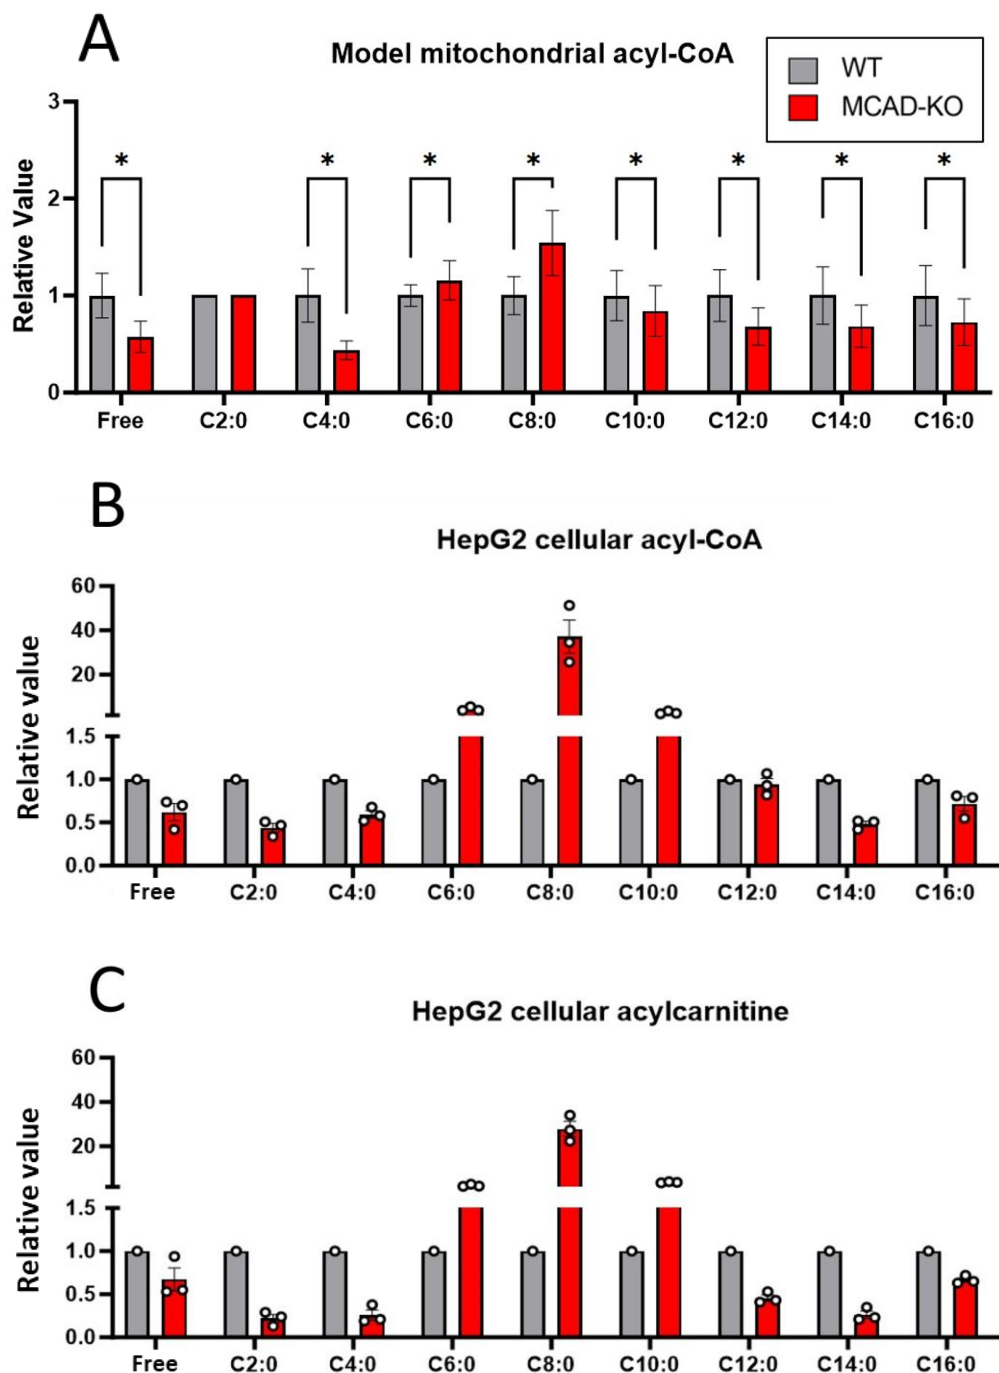 A
Model mitochondrial acyl-CoA
WT
MCAD-KO
Relative Value
3
2
1
0
* * * * * * * *
Free C2:0 C4:0 C6:0 C8:0 C10:0 C12:0 C14:0 C16:0
B
HepG2 cellular acyl-CoA
Relative value
60
40
20
1.5
1.0
0.5
0.0
Free C2:0 C4:0 C6:0 C8:0 C10:0 C12:0 C14:0 C16:0
C
HepG2 cellular acylcarnitine
Relative value
60
40
20
1.5
1.0
0.5
0.0
Free C2:0 C4:0 C6:0 C8:0 C10:0 C12:0 C14:0 C16:0